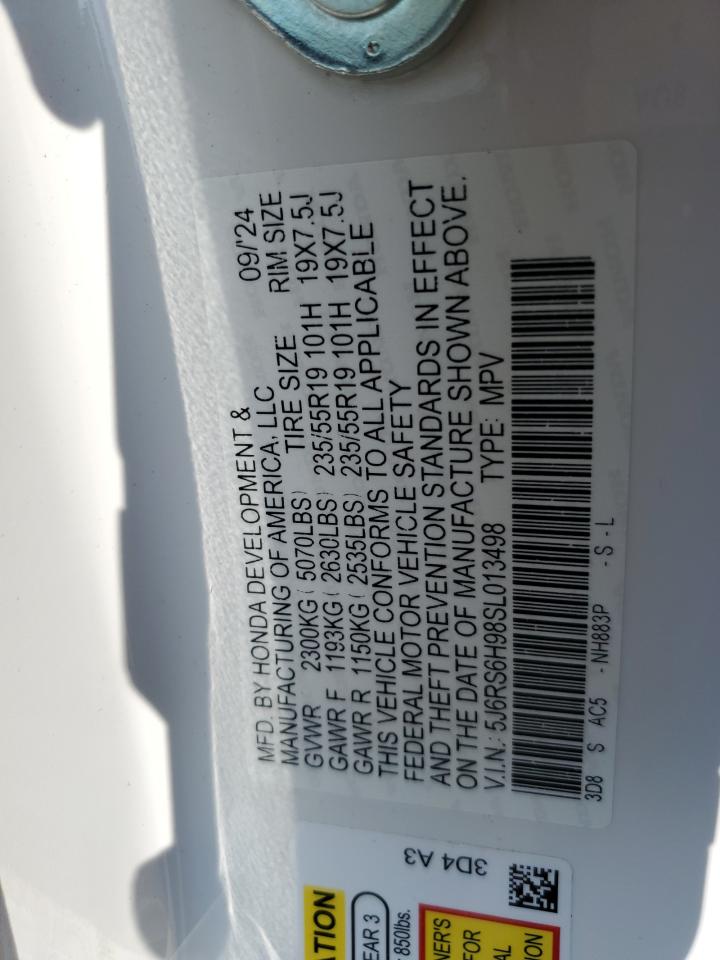 MFD. BY HONDA DEVELOPMENT &
MANUFACTURING OF AMERICA, LLC 09/'24
GVWR 2300KG ( 5070LBS) TIRE SIZE RIM SIZE
GAWR F 1193KG ( 2630LBS) 235/55R19 101H 19X7.5J
GAWR R 1150KG ( 2535LBS) 235/55R19 101H 19X7.5J
THIS VEHICLE CONFORMS TO ALL APPLICABLE
FEDERAL MOTOR VEHICLE SAFETY
AND THEFT PREVENTION STANDARDS IN EFFECT
ON THE DATE OF MANUFACTURE SHOWN ABOVE.
V.I.N.: 5J6RS6H98SL013498 TYPE: MPV
3D8 S AC5 - NH883P - S - L
3D4 A3
850lbs.